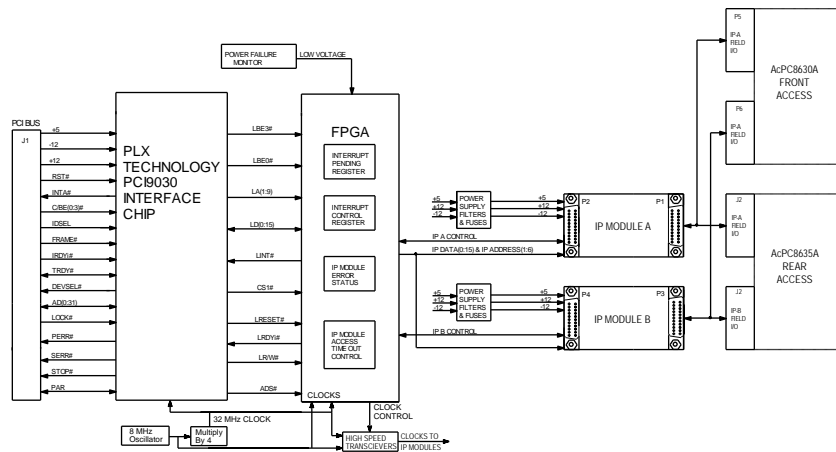 PCI BUS
J1
+5
-12
+12
RST#
INTA#
C/BE(0:3)#
IDSEL
FRAME#
IRDY#
TRDY#
DEVSEL#
AD(0:31)
LOCK#
PERR#
SERR#
STOP#
PAR
PLX
TECHNOLOGY
PCI9030
INTERFACE
CHIP
8 MHz
Oscillator
Multiply
By 4
32 MHz CLOCK
POWER FAILURE
MONITOR
LOW VOLTAGE
LBE3#
LBE0#
LA(1:9)
LD(0:15)
LINT#
CS1#
LRESET#
LRDYi#
LR/W#
ADS#
FPGA
INTERRUPT
PENDING
REGISTER
INTERRUPT
CONTROL
REGISTER
IP MODULE
ERROR
STATUS
IP MODULE
ACCESS
TIME OUT
CONTROL
CLOCKS
CLOCK
CONTROL
HIGH SPEED
TRANSCIEVERS
CLOCKS TO
IP MODULES
+5
+12
-12
POWER
SUPPLY
FILTERS
& FUSES
+5
+12
-12
IP A CONTROL
IP DATA(0:15) & IP ADDRESS(1:6)
P2
P1
IP MODULE A
+5
+12
-12
POWER
SUPPLY
FILTERS
& FUSES
+5
+12
-12
IP B CONTROL
P4
P3
IP MODULE B
P5
IP-A
FIELD
I/O
AcPC8630A
FRONT
ACCESS
P6
IP-A
FIELD
I/O
J2
IP-A
FIELD
I/O
AcPC8635A
REAR
ACCESS
J2
IP-B
FIELD
I/O